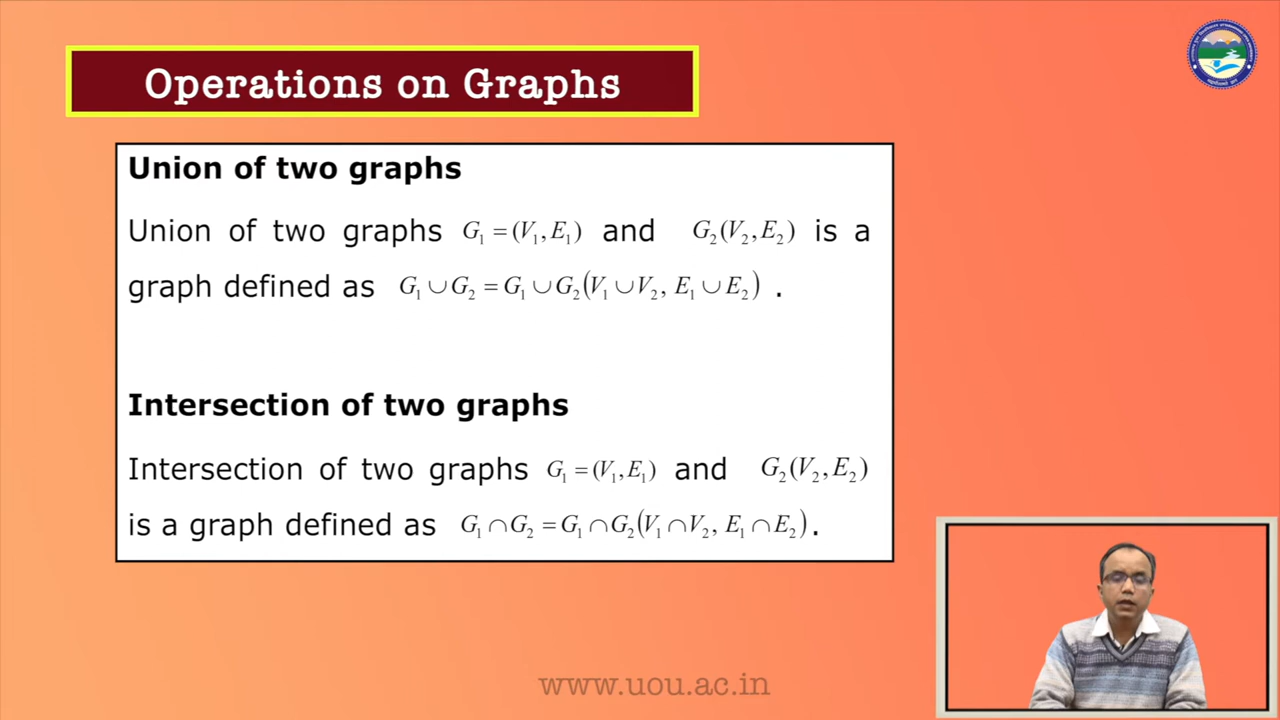 Operations on Graphs
Union of two graphs
Union of two graphs G₁ = (V₁, E₁) and G₂(V₂, E₂) is a
graph defined as G₁ ∪ G₂ = G₁ ∪ G₂(V₁ ∪ V₂, E₁ ∪ E₂) .
Intersection of two graphs
Intersection of two graphs G₁ = (V₁, E₁) and G₂(V₂, E₂)
is a graph defined as G₁ ∩ G₂ = G₁ ∩ G₂(V₁ ∩ V₂, E₁ ∩ E₂).
www.uou.ac.in